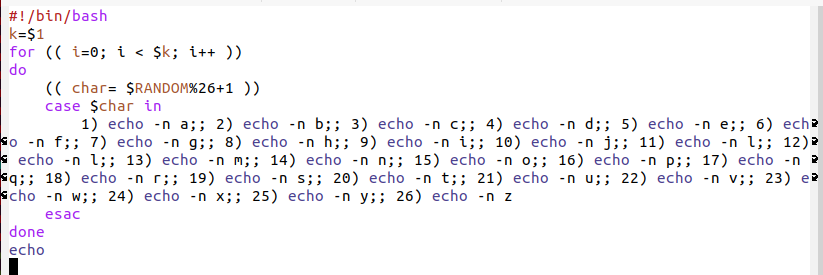 #!/bin/bash
k=$1
for (( i=0; i < $k; i++ ))
do
    (( char= $RANDOM%26+1 ))
    case $char in
        1) echo -n a;; 2) echo -n b;; 3) echo -n c;; 4) echo -n d;; 5) echo -n e;; 6) ech
o -n f;; 7) echo -n g;; 8) echo -n h;; 9) echo -n i;; 10) echo -n j;; 11) echo -n l;; 12)
 echo -n l;; 13) echo -n m;; 14) echo -n n;; 15) echo -n o;; 16) echo -n p;; 17) echo -n 
q;; 18) echo -n r;; 19) echo -n s;; 20) echo -n t;; 21) echo -n u;; 22) echo -n v;; 23) e
cho -n w;; 24) echo -n x;; 25) echo -n y;; 26) echo -n z
    esac
done
echo